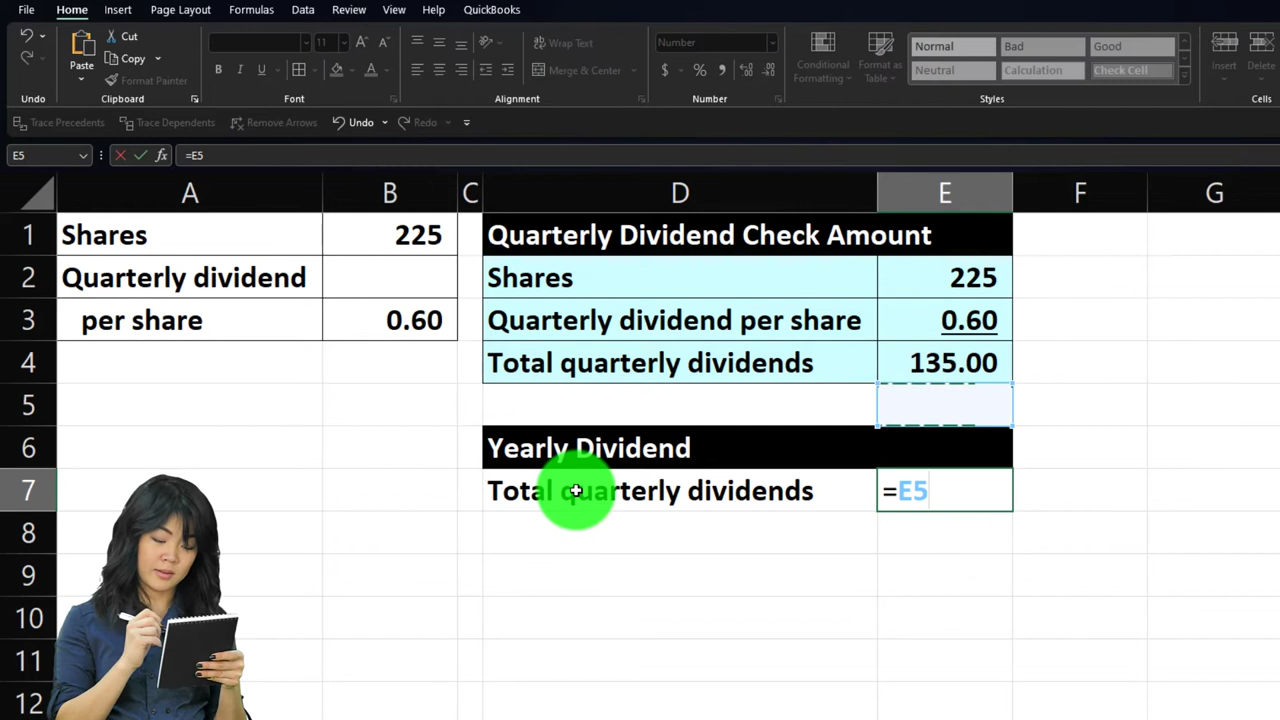 File Home Insert Page Layout Formulas Data Review View Help QuickBooks
Cut
Copy
Format Painter
Paste
11
B I U
A A
Wrap Text
Merge & Center
Number
$ %
Conditional Formatting
Format as Table
Normal Bad Good
Neutral Calculation Check Cell
Insert Delete
Undo Clipboard Font Alignment Number Styles Cells
Trace Precedents Trace Dependents Remove Arrows Undo Redo
E5 fx =E5
A B C D E F G
1 Shares 225 Quarterly Dividend Check Amount
2 Quarterly dividend Shares 225
3 per share 0.60 Quarterly dividend per share 0.60
4 Total quarterly dividends 135.00
5
6 Yearly Dividend
7 Total quarterly dividends =E5
8
9
10
11
12